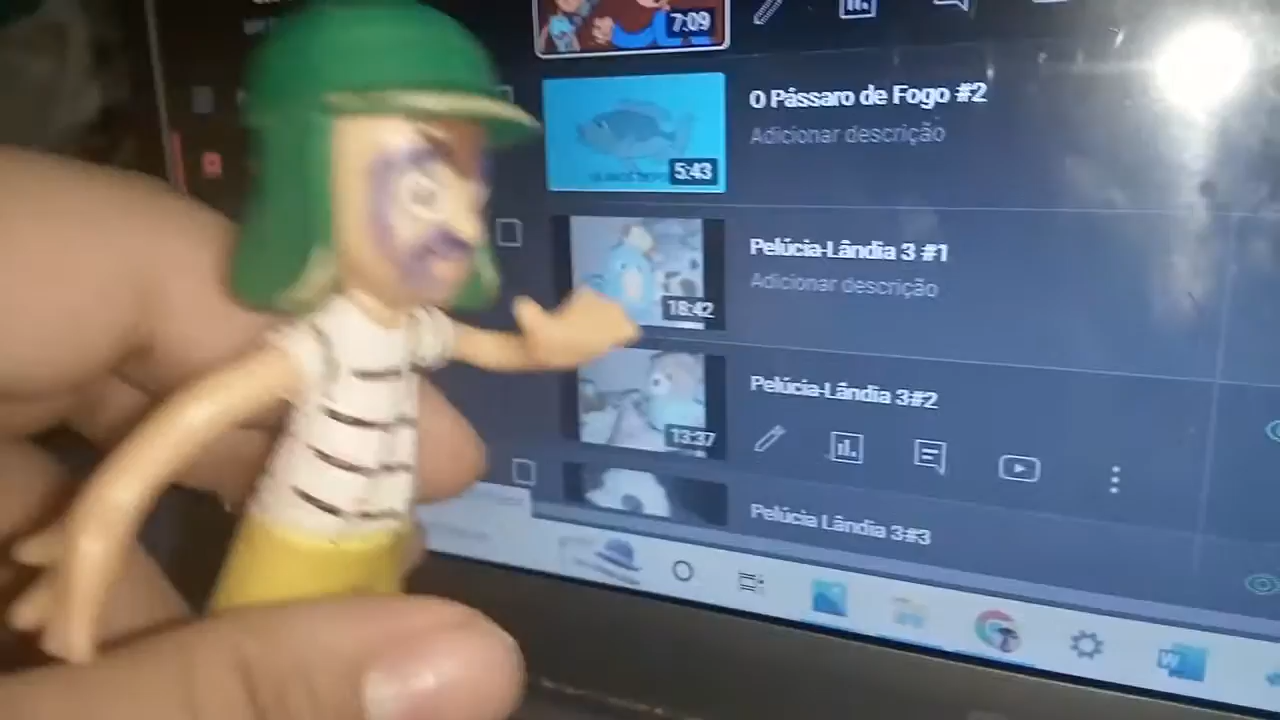 7:09
O Pássaro de Fogo #2
Adicionar descrição
5:43
Pelúcia-Lândia 3 #1
Adicionar descrição
18:42
Pelúcia-Lândia 3#2
13:37
Pelúcia Lândia 3#3
W